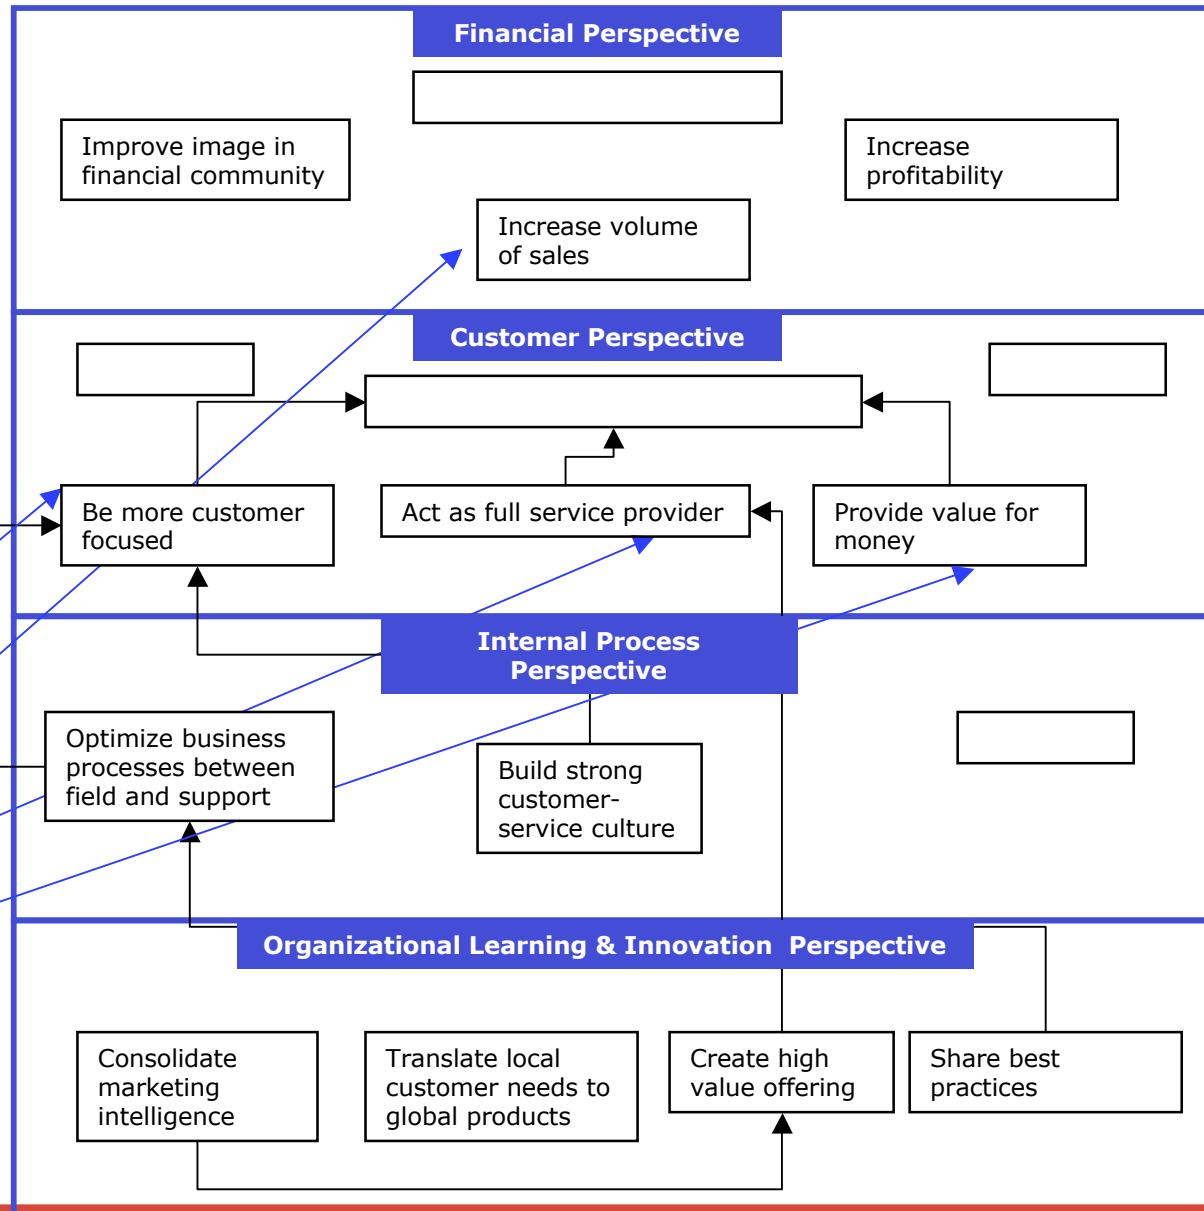 Financial Perspective
Improve image in
financial community
Increase
profitability
Increase volume
of sales
Customer Perspective
Be more customer
focused
Act as full service provider
Provide value for
money
Internal Process
Perspective
Optimize business
processes between
field and support
Build strong
customer-
service culture
Organizational Learning & Innovation  Perspective
Consolidate
marketing
intelligence
Translate local
customer needs to
global products
Create high
value offering
Share best
practices